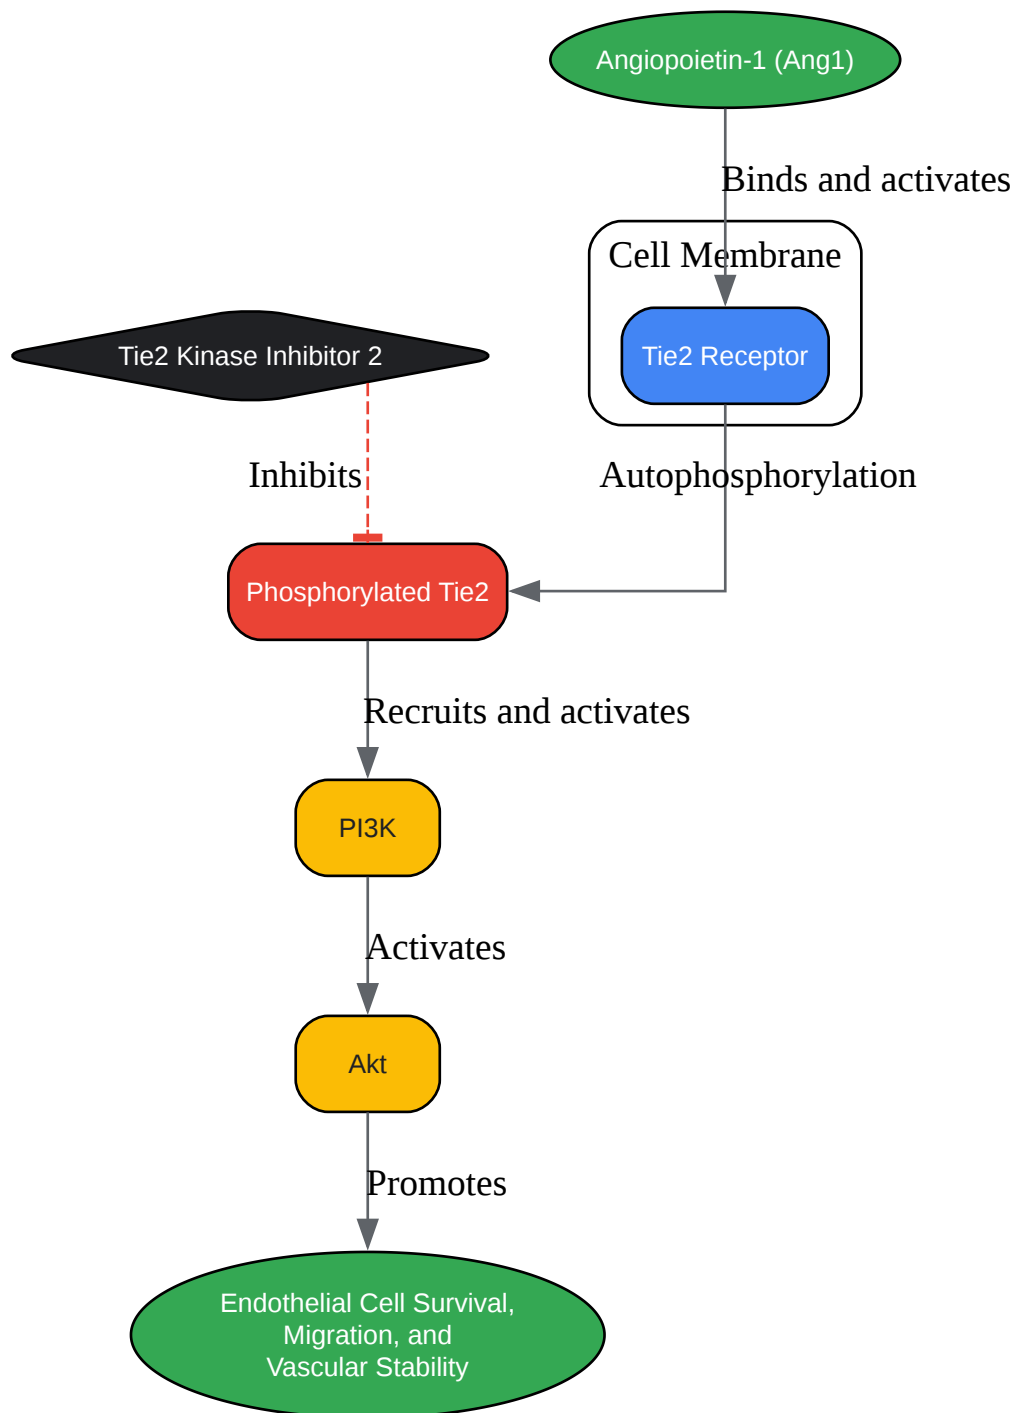 Angiopoietin-1 (Ang1)
Binds and activates
Cell Membrane
Tie2 Kinase Inhibitor 2
Tie2 Receptor
Inhibits
Autophosphorylation
Phosphorylated Tie2
Recruits and activates
PI3K
Activates
Akt
Promotes
Endothelial Cell Survival,
Migration, and
Vascular Stability